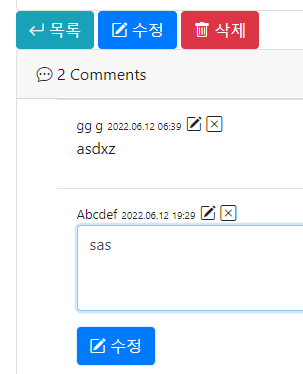 목록 수정 삭제
2 Comments
gg g 2022.06.12 06:39
asdxz
Abcdef 2022.06.12 19:29
sas
수정